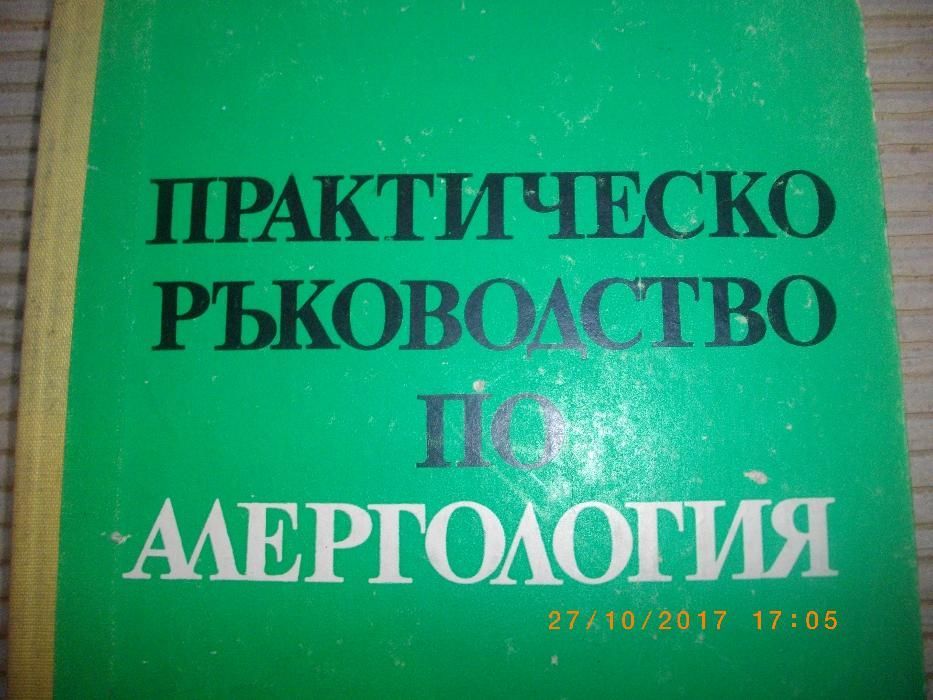 ПРАКТИЧЕСКО
РЪКОВОДСТВО
ПО
АЛЕРГОЛОГИЯ
27/10/2017 17:05